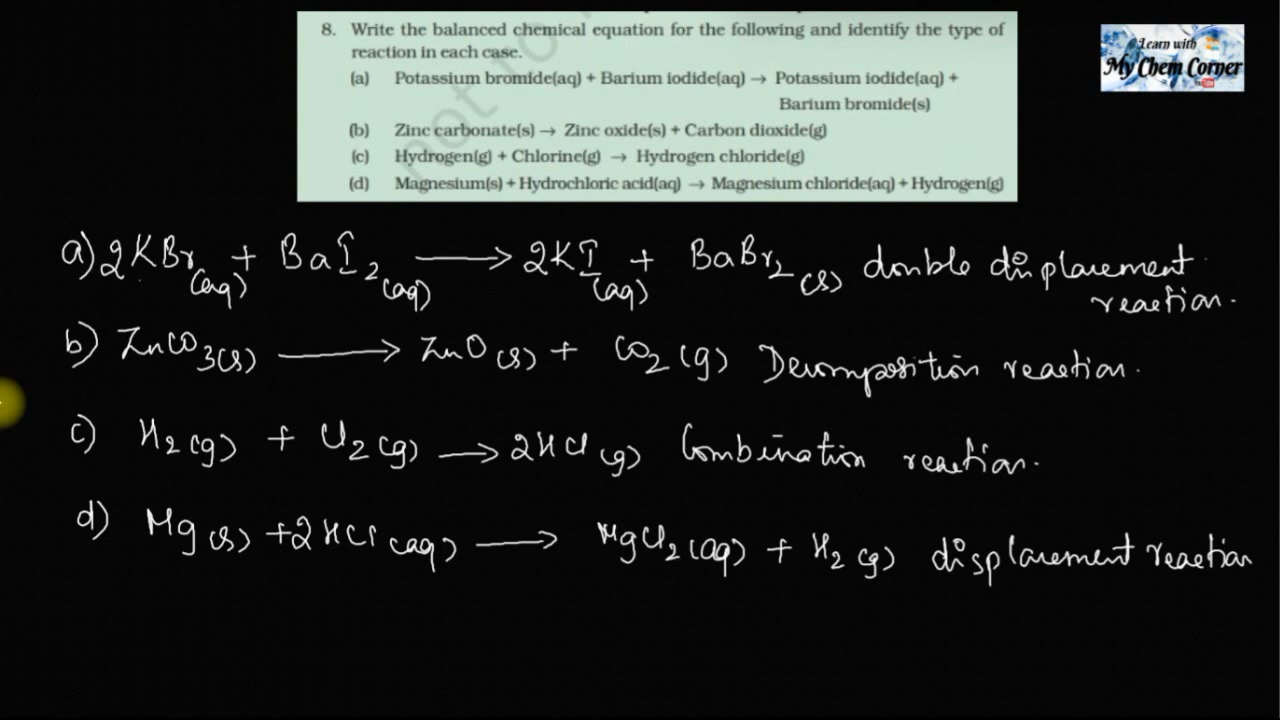 8. Write the balanced chemical equation for the following and identify the type of
reaction in each case.
(a) Potassium bromide(aq) + Barium iodide(aq) → Potassium iodide(aq) +
Barium bromide(s)
(b) Zinc carbonate(s) → Zinc oxide(s) + Carbon dioxide(g)
(c) Hydrogen(g) + Chlorine(g) → Hydrogen chloride(g)
(d) Magnesium(s) + Hydrochloric acid(aq) → Magnesium chloride(aq) + Hydrogen(g)
Learn with
My Chem Corner
not to
a) 2KBr(aq) + BaI₂(aq) ⟶ 2KI(aq) + BaBr₂(s) double displacement
reaction.
b) ZnCO₃(s) ⟶ ZnO(s) + CO₂(g) Decomposition reaction.
c) H₂(g) + Cl₂(g) ⟶ 2HCl(g) Combination reaction.
d) Mg(s) + 2HCl(aq) ⟶ MgCl₂(aq) + H₂(g) displacement reaction